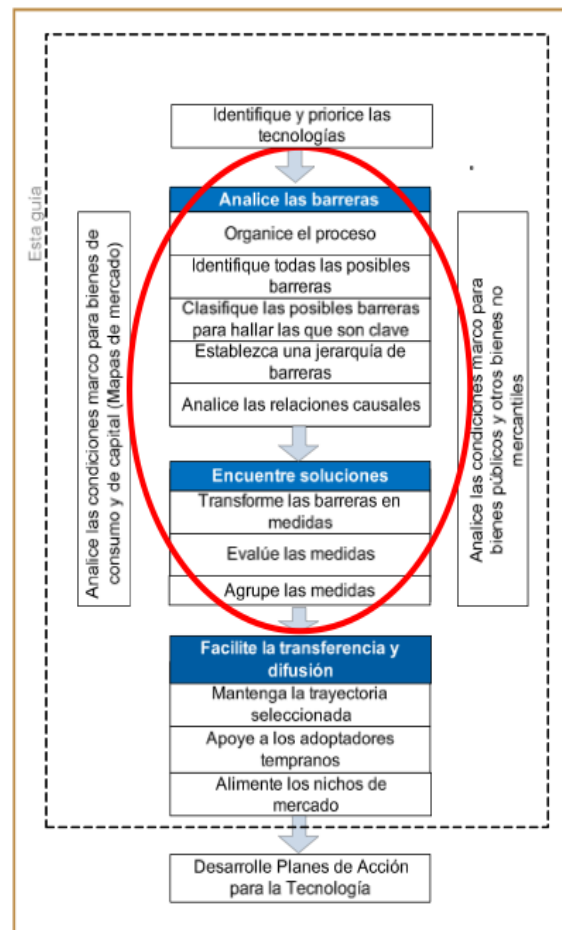 Identifique y priorice las
tecnologías
Esta guía
Analice las condiciones marco para bienes de
consumo y de capital (Mapas de mercado)
Analice las barreras
Organice el proceso
Identifique todas las posibles
barreras
Clasifique las posibles barreras
para hallar las que son clave
Establezca una jerarquía de
barreras
Analice las relaciones causales
Encuentre soluciones
Transforme las barreras en
medidas
Evalúe las medidas
Agrupe las medidas
Analice las condiciones marco para
bienes públicos y otros bienes no
mercantiles
Facilite la transferencia y
difusión
Mantenga la trayectoria
seleccionada
Apoye a los adoptadores
tempranos
Alimente los nichos de
mercado
Desarrolle Planes de Acción
para la Tecnología